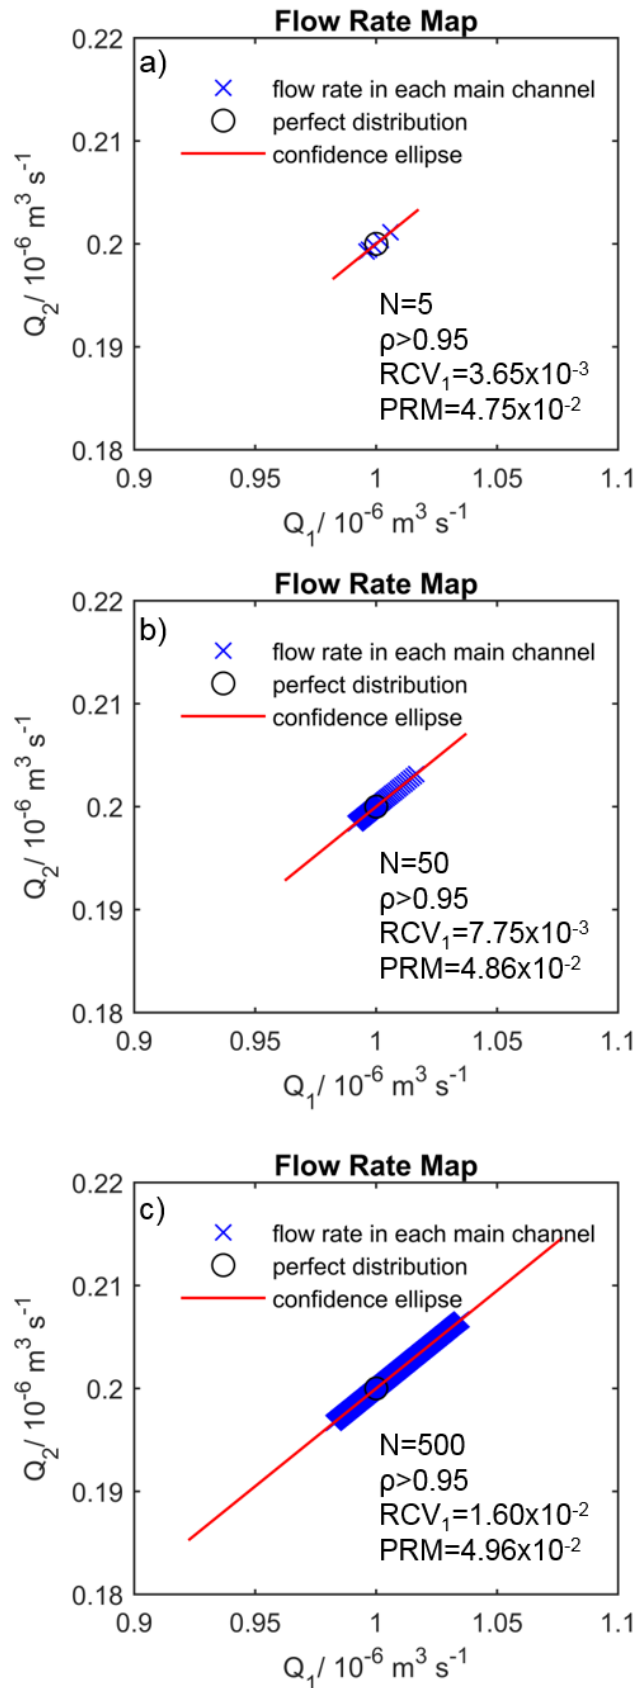 Flow Rate Map
0.22
a)
flow rate in each main channel
perfect distribution
confidence ellipse
0.21
0.2
0.19
0.18
Q₂/ 10⁻⁶ m³ s⁻¹
N=5
ρ>0.95
RCV₁=3.65x10⁻³
PRM=4.75x10⁻²
0.9 0.95 1 1.05 1.1
Q₁/ 10⁻⁶ m³ s⁻¹
Flow Rate Map
0.22
b)
flow rate in each main channel
perfect distribution
confidence ellipse
0.21
0.2
0.19
0.18
Q₂/ 10⁻⁶ m³ s⁻¹
N=50
ρ>0.95
RCV₁=7.75x10⁻³
PRM=4.86x10⁻²
0.9 0.95 1 1.05 1.1
Q₁/ 10⁻⁶ m³ s⁻¹
Flow Rate Map
0.22
c)
flow rate in each main channel
perfect distribution
confidence ellipse
0.21
0.2
0.19
0.18
Q₂/ 10⁻⁶ m³ s⁻¹
N=500
ρ>0.95
RCV₁=1.60x10⁻²
PRM=4.96x10⁻²
0.9 0.95 1 1.05 1.1
Q₁/ 10⁻⁶ m³ s⁻¹